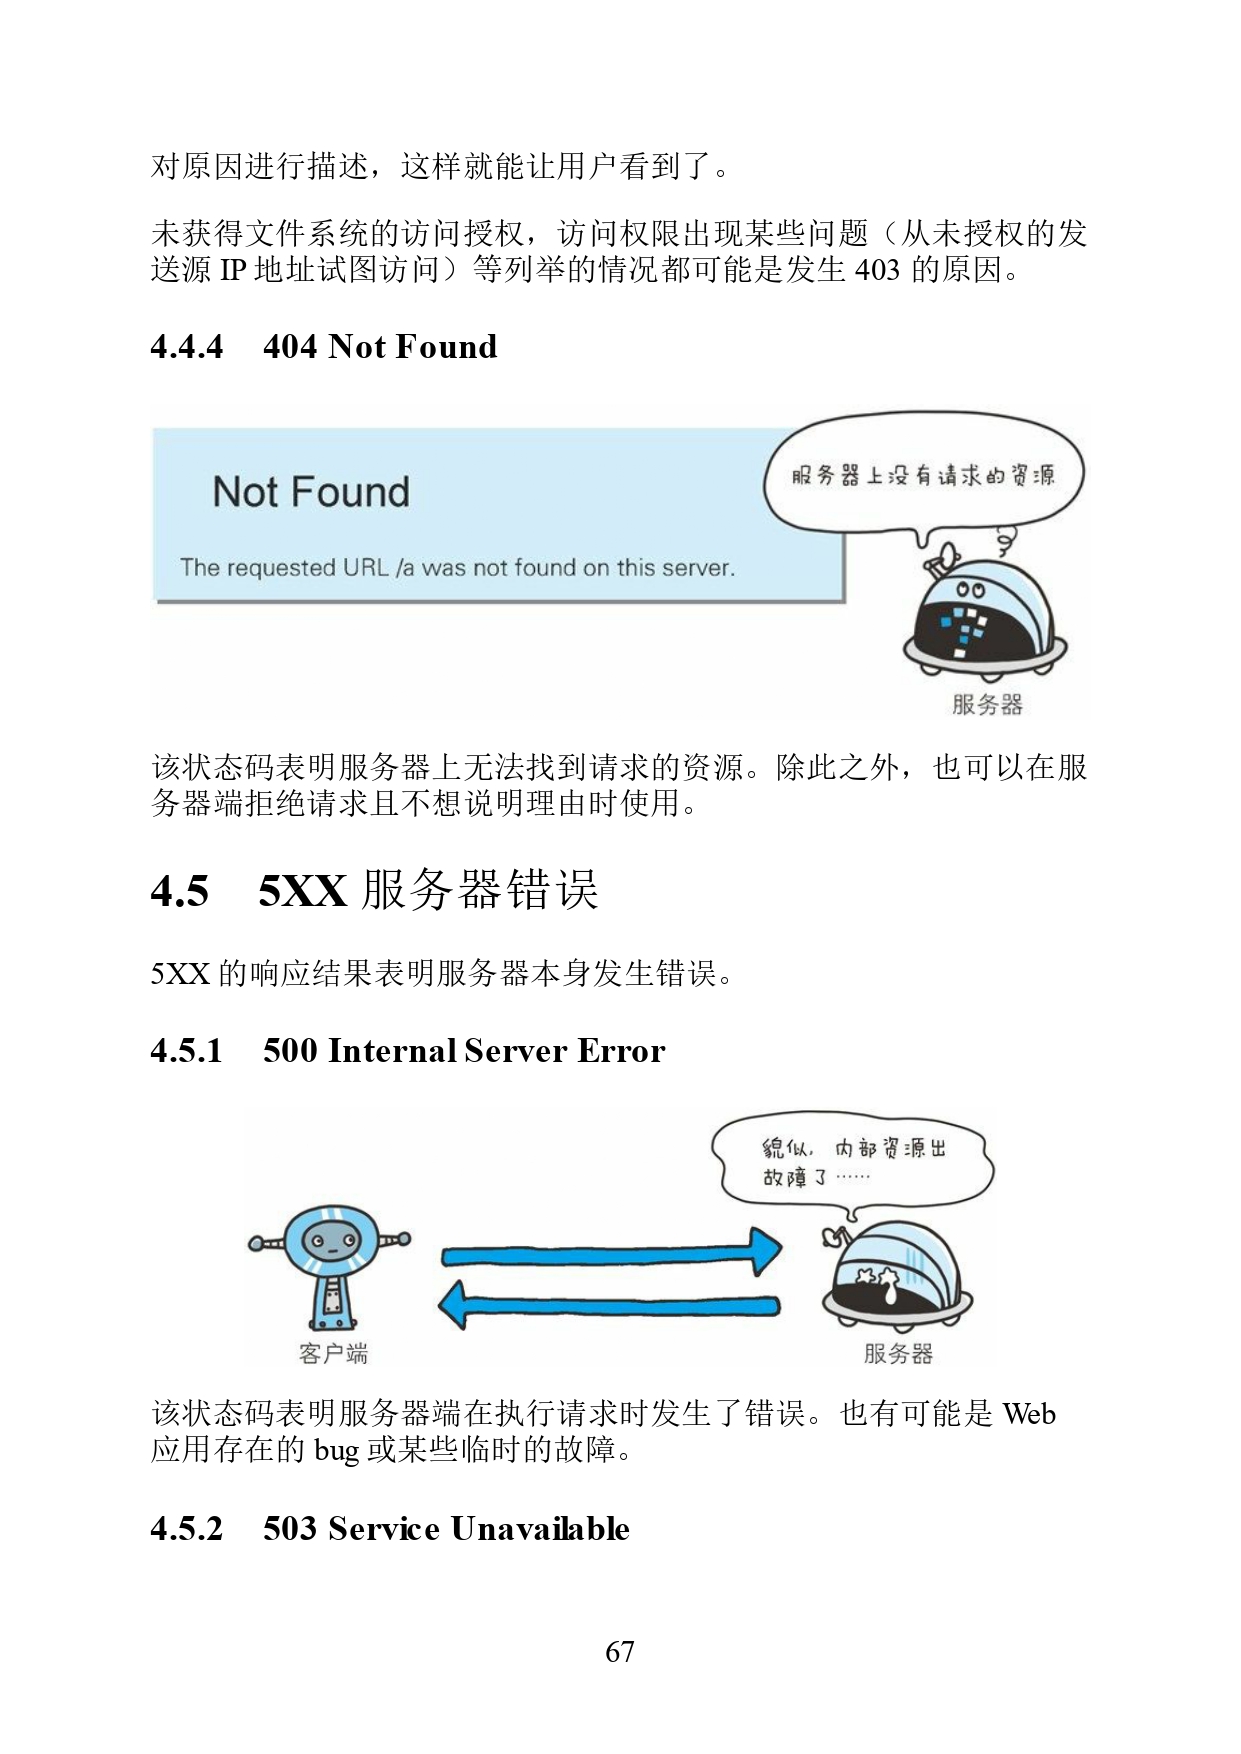 对原因进行描述，这样就能让用户看到了。
未获得文件系统的访问授权，访问权限出现某些问题（从未授权的发
送源 IP 地址试图访问）等列举的情况都可能是发生 403 的原因。
4.4.4 404 Not Found
服务器上没有请求的资源
Not Found
The requested URL /a was not found on this server.
服务器
该状态码表明服务器上无法找到请求的资源。除此之外，也可以在服
务器端拒绝请求且不想说明理由时使用。
4.5 5XX 服务器错误
5XX 的响应结果表明服务器本身发生错误。
4.5.1 500 Internal Server Error
貌似，内部资源出
故障了……
客户端
服务器
该状态码表明服务器端在执行请求时发生了错误。也有可能是 Web
应用存在的 bug 或某些临时的故障。
4.5.2 503 Service Unavailable
67